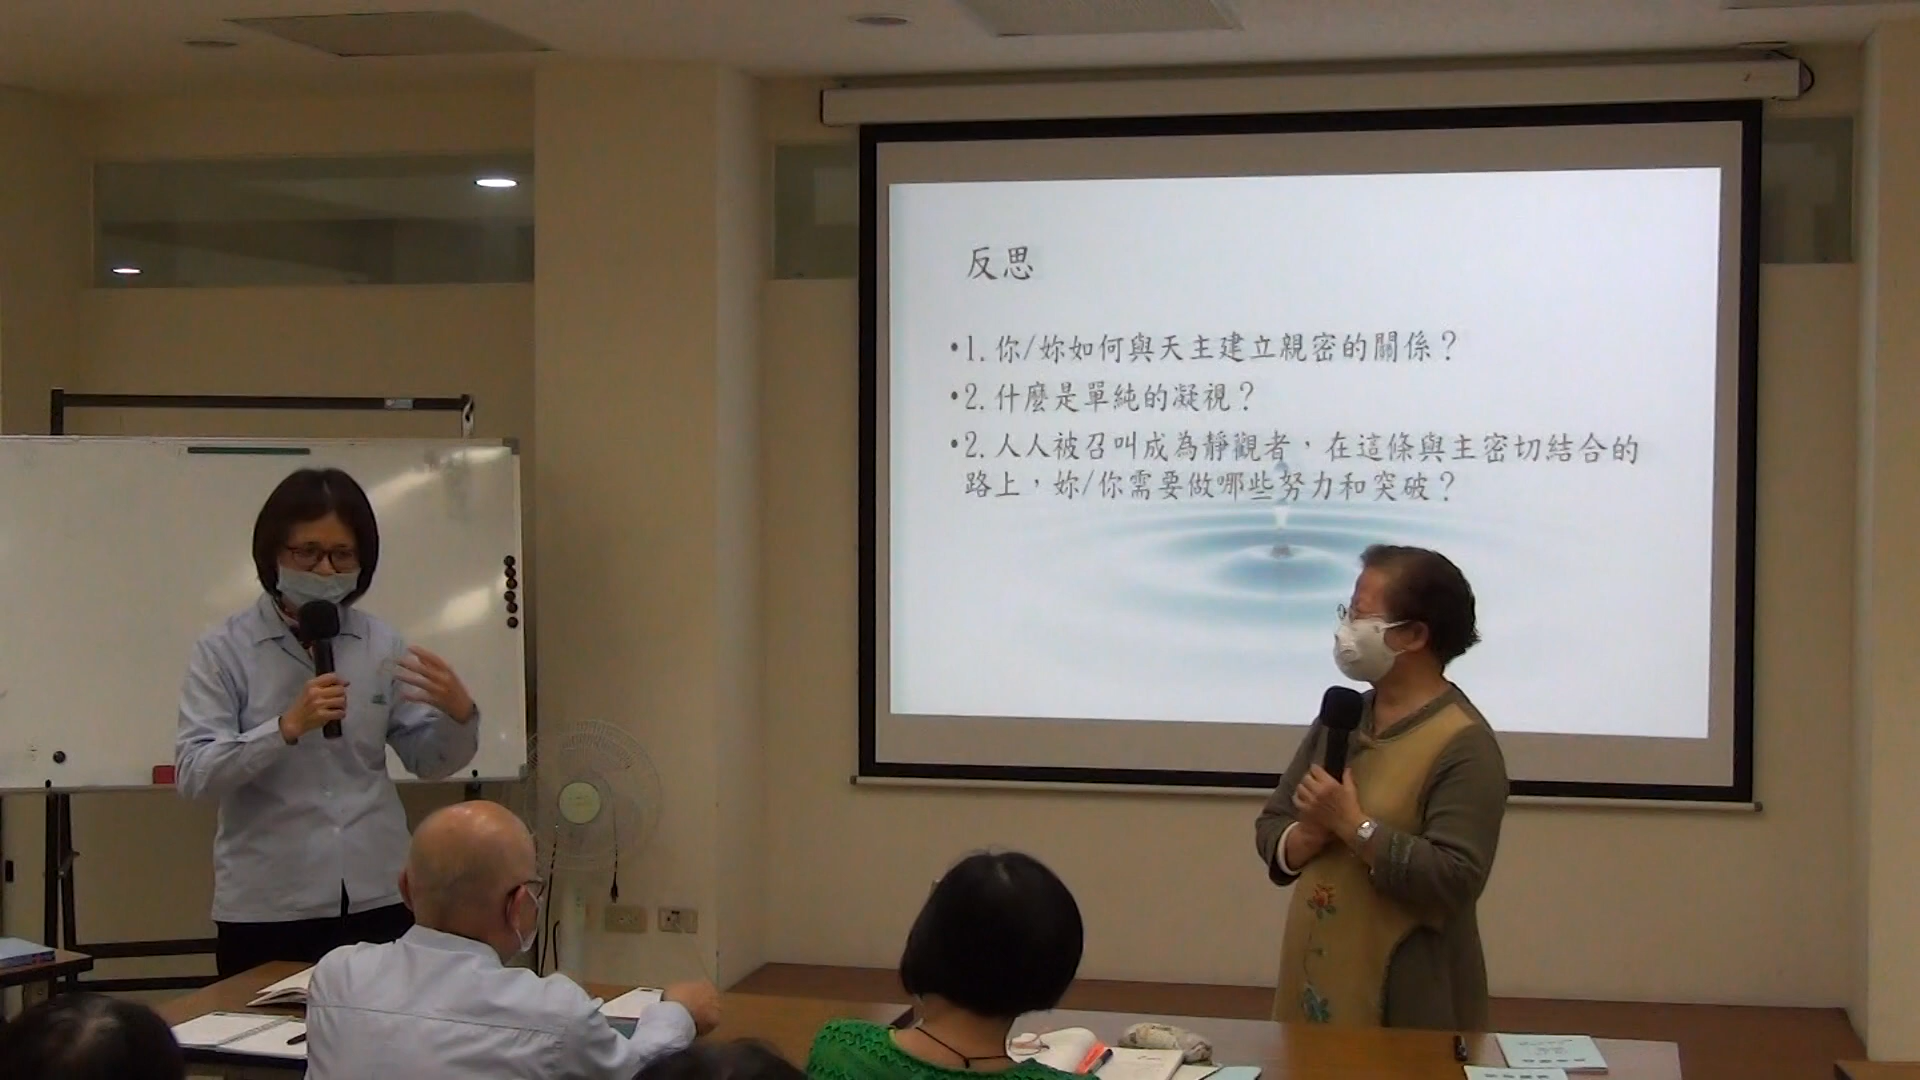 反思
•1. 你/妳如何與天主建立親密的關係？
•2. 什麼是單純的凝視？
•2. 人人被召叫成為靜觀者，在這條與主密切結合的
路上，妳/你需要做哪些努力和突破？